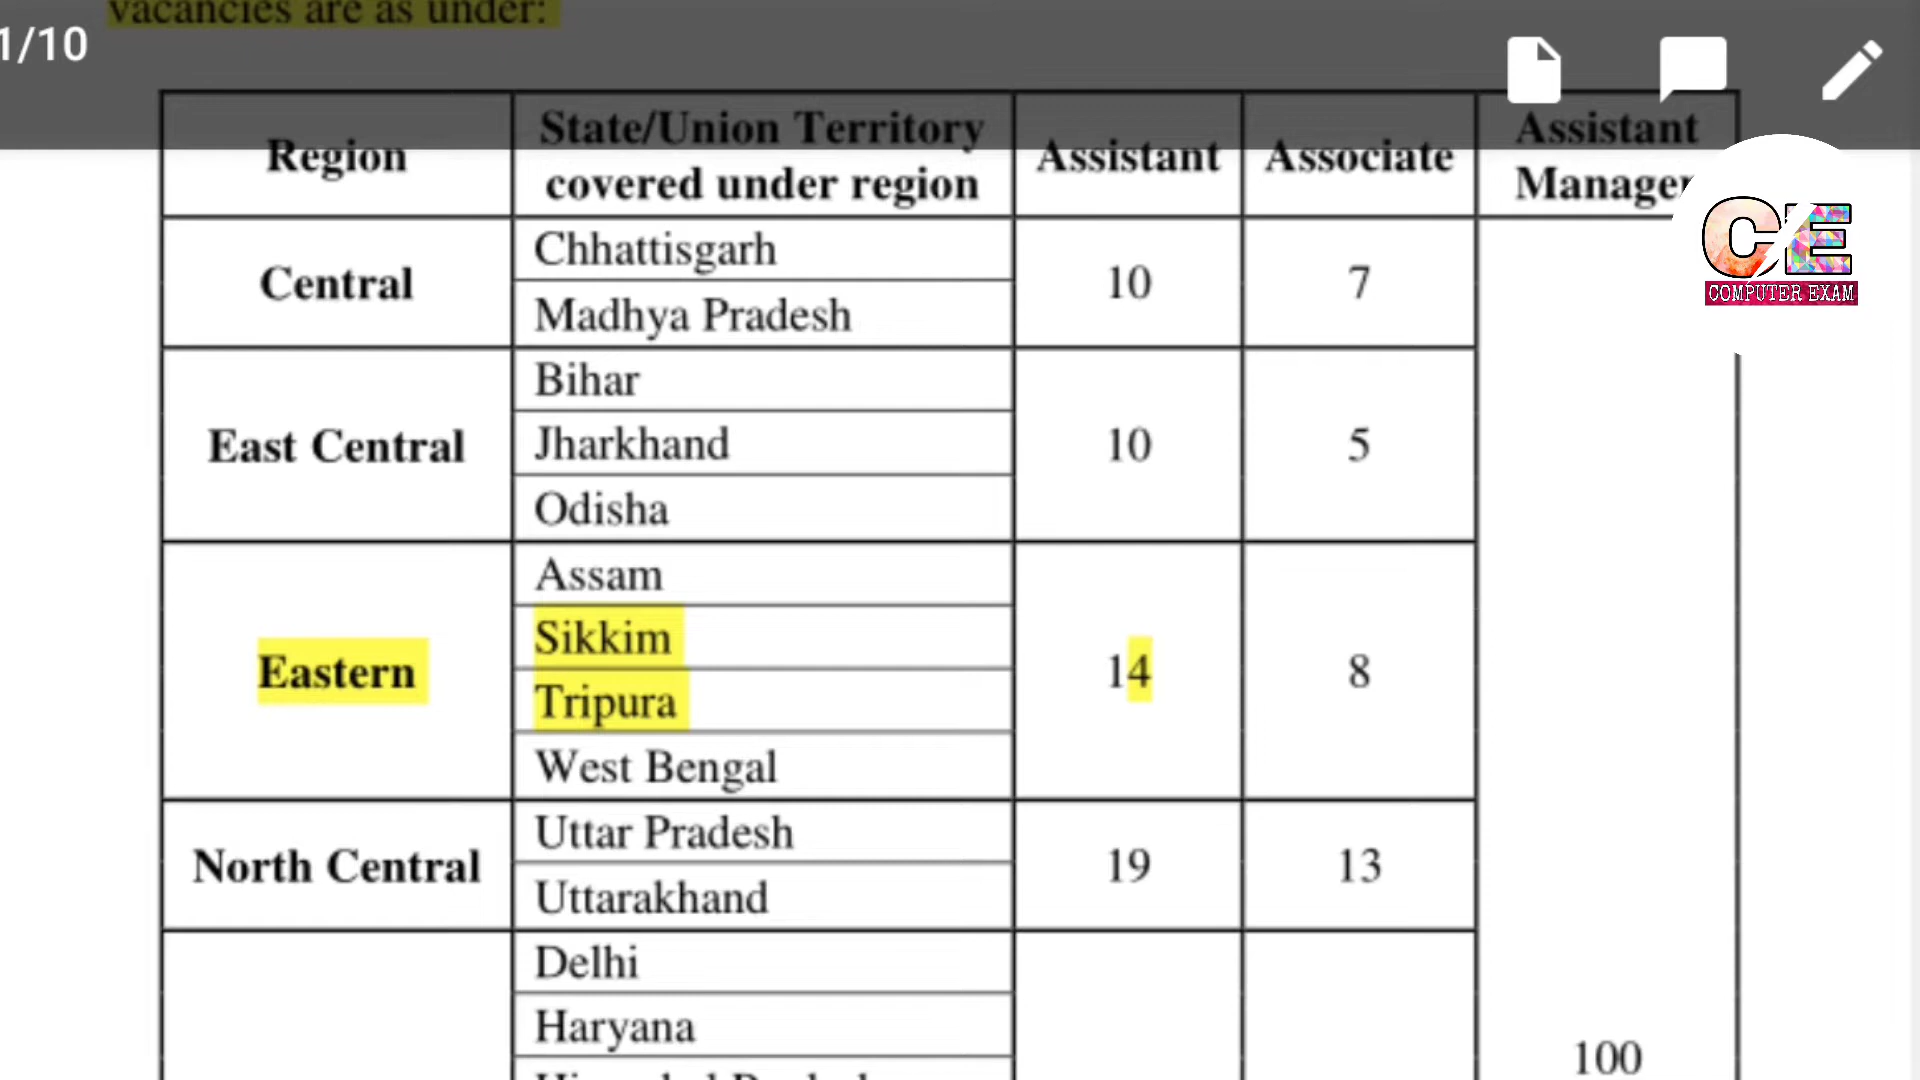 vacancies are as under:
1/10
Region
State/Union Territory
covered under region
Assistant
Associate
Assistant
Manager
Central
Chhattisgarh
Madhya Pradesh
10
7
East Central
Bihar
Jharkhand
Odisha
10
5
Eastern
Assam
Sikkim
Tripura
West Bengal
14
8
North Central
Uttar Pradesh
Uttarakhand
19
13
Delhi
Haryana
100
CE
COMPUTER EXAM